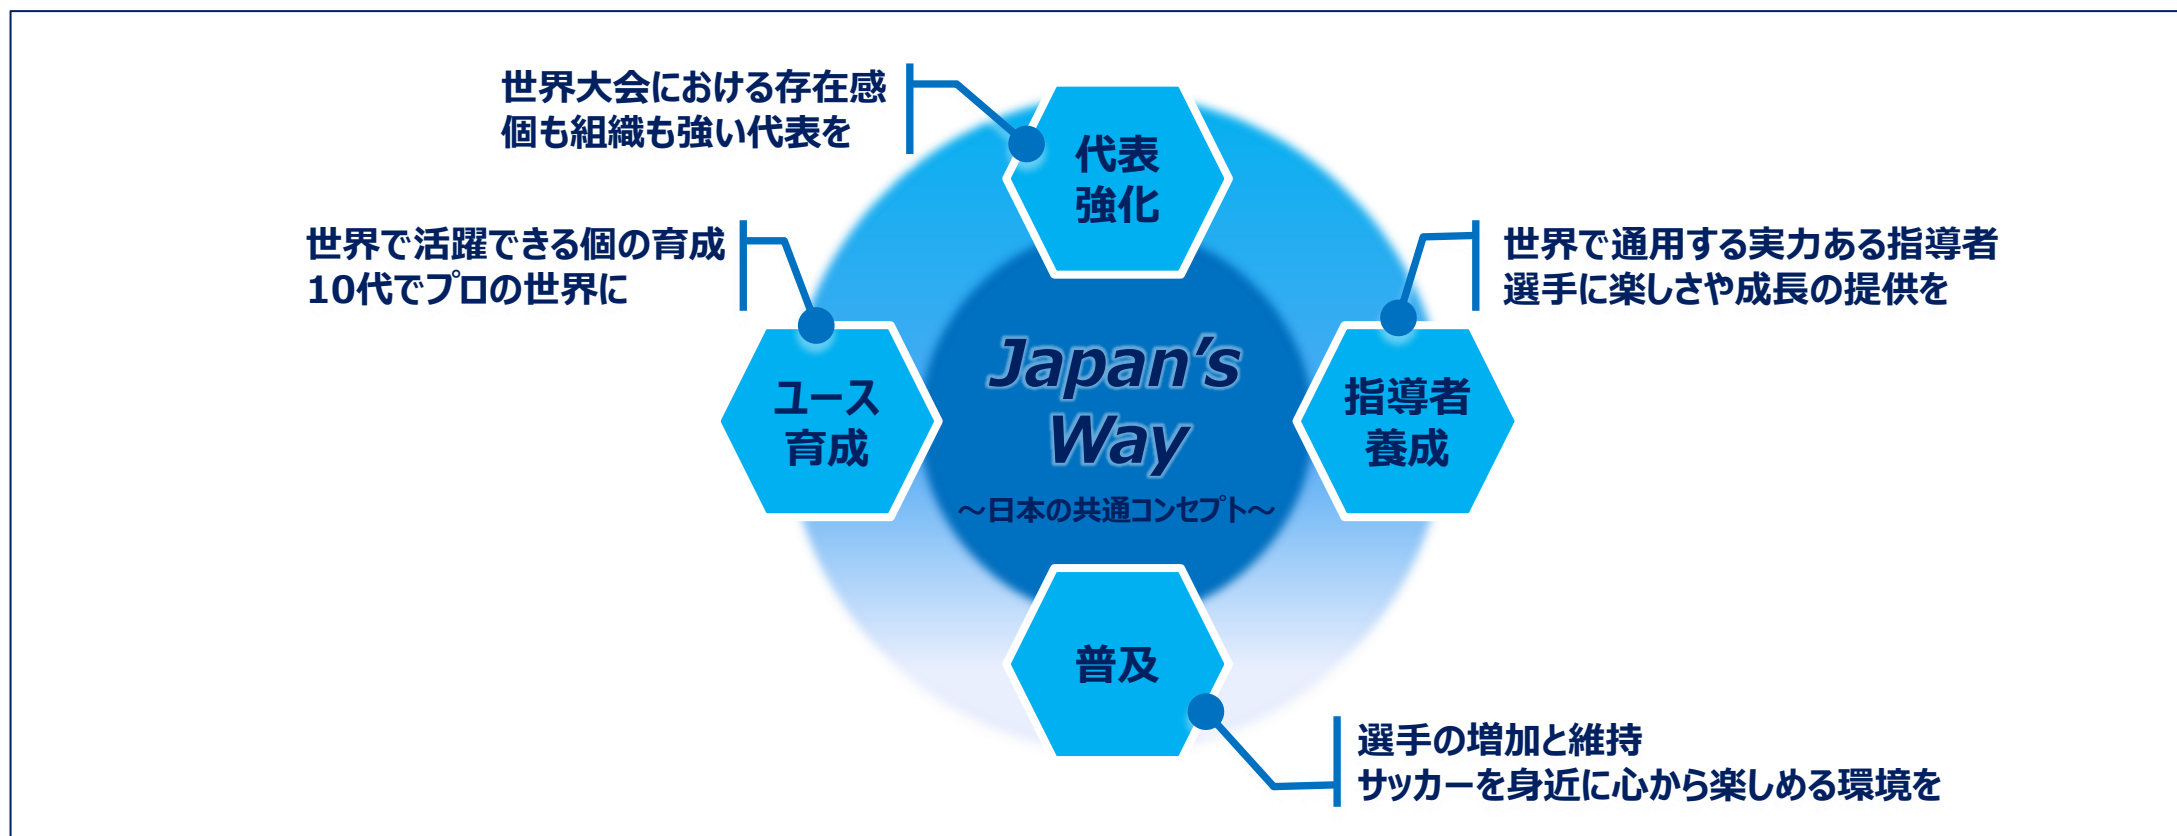 世界大会における存在感
個も組織も強い代表を
代表
強化
世界で活躍できる個の育成
10代でプロの世界に
世界で通用する実力ある指導者
選手に楽しさや成長の提供を
ユース
育成
Japan's
Way
～日本の共通コンセプト～
指導者
養成
普及
選手の増加と維持
サッカーを身近に心から楽しめる環境を